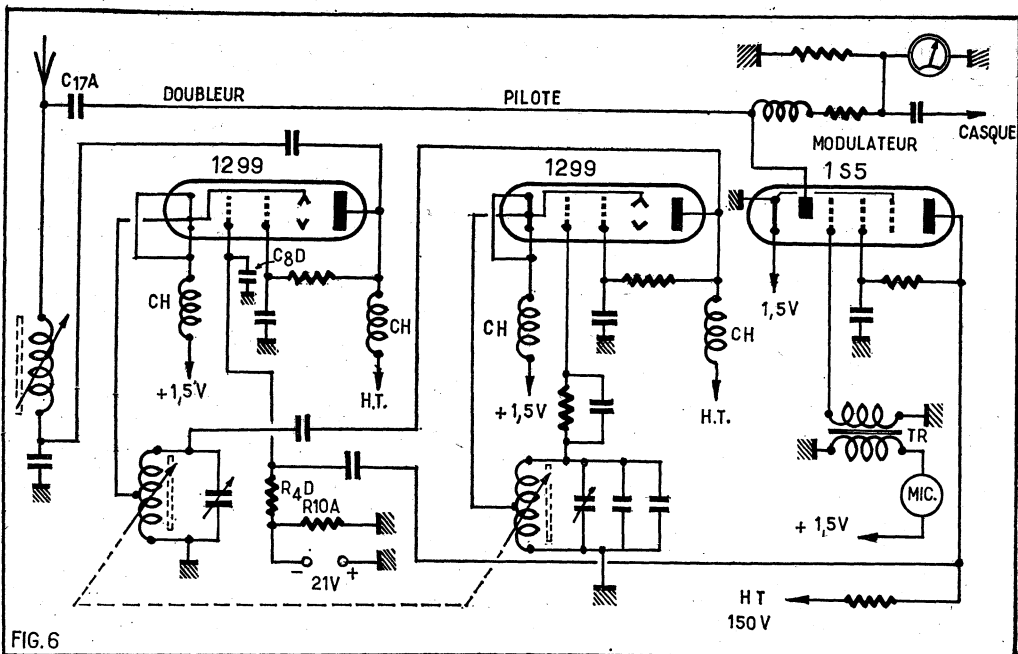 C17A
DOUBLEUR
PILOTE
CASQUE
MODULATEUR
1299
1299
1S5
C8D
CH
CH
CH
CH
1,5V
+1,5V
H.T.
+1,5V
H.T.
TR
R4D
R10A
MIC.
+ 1,5V
- 21V +
HT
150V
FIG.6